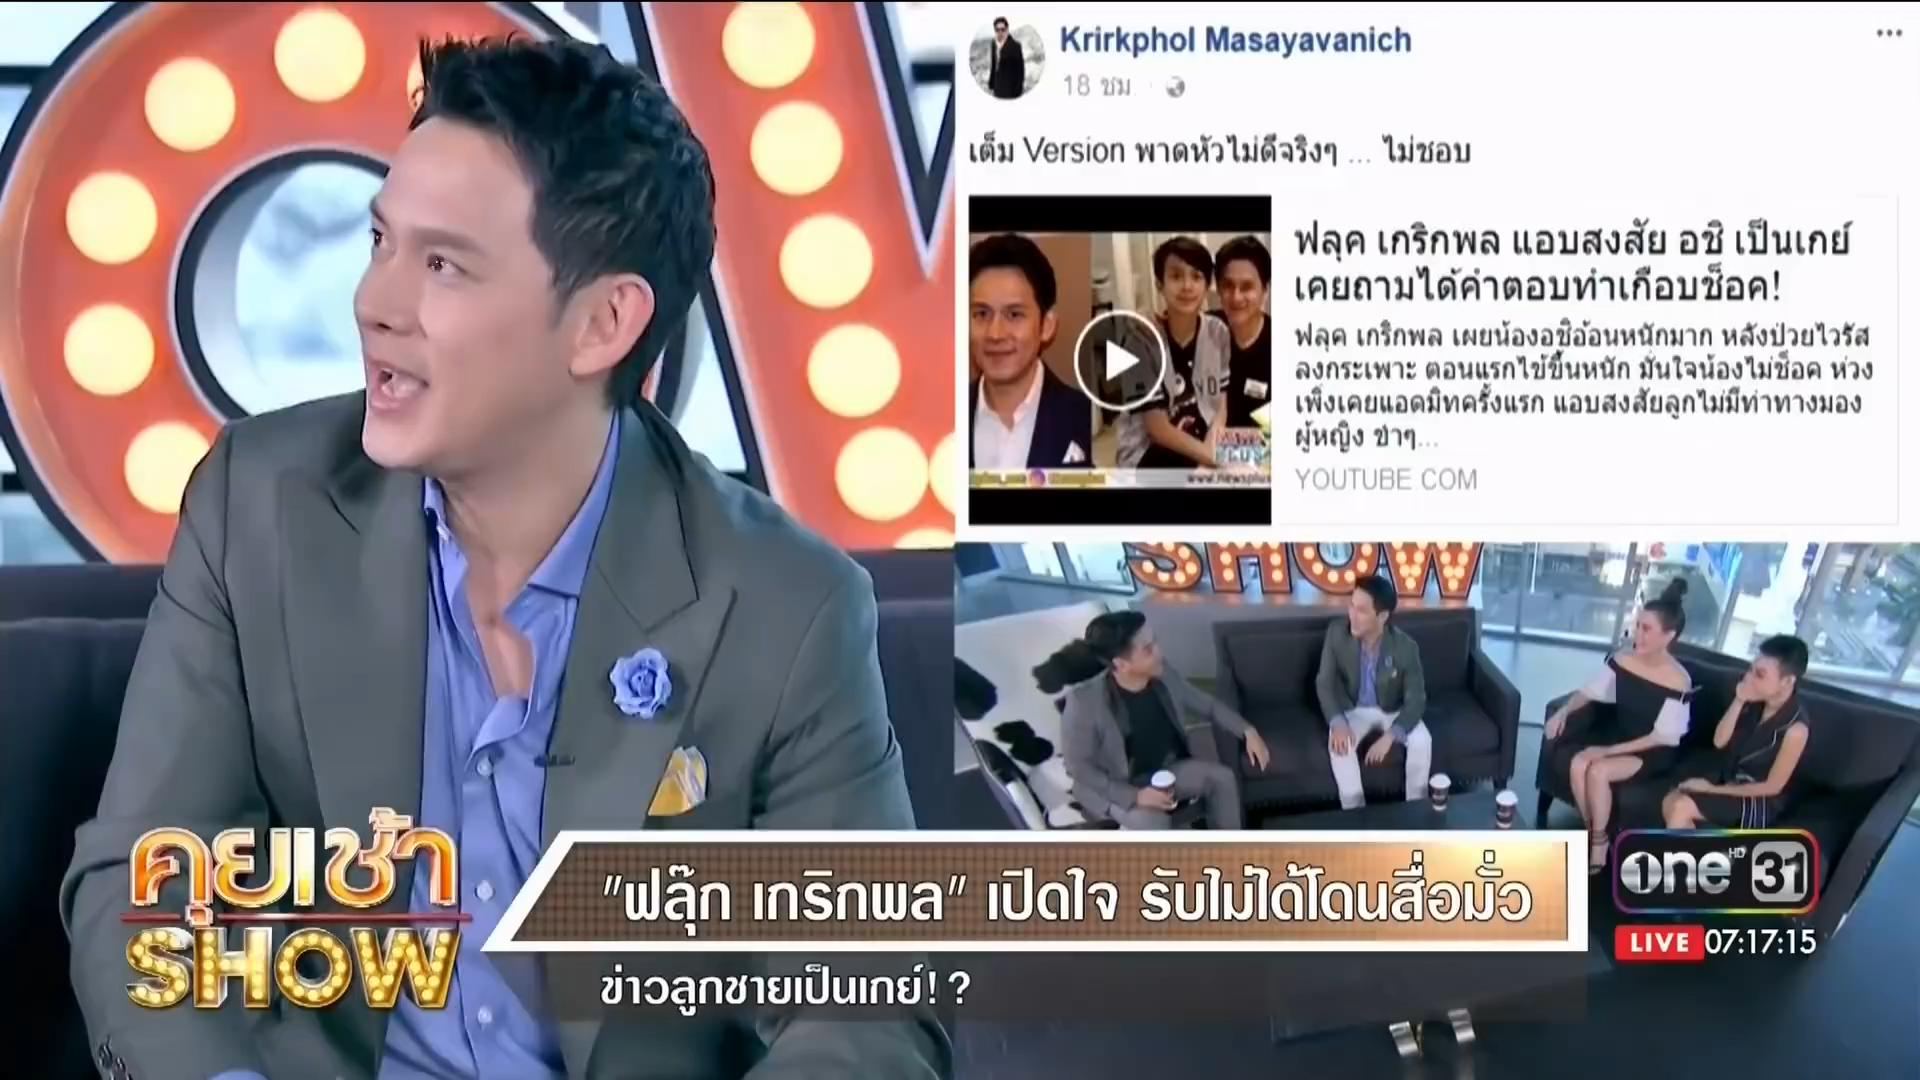 Krirkphol Masayavanich
18 ชม.
เต็ม Version พาดหัวไม่ดีจริงๆ ... ไม่ชอบ
ฟลุค เกริกพล แอบสงสัย อชิ เป็นเกย์
เคยถามได้คำตอบทำเกือบช็อค!
ฟลุค เกริกพล เผยน้องอชิอ้อนหนักมาก หลังป่วยไวรัส
ลงกระเพาะ ตอนแรกไข้ขึ้นหนัก มั่นใจน้องไม่ช็อค ห่วง
เพิ่งเคยแอดมิทครั้งแรก แอบสงสัยลูกไม่มีท่าทางมอง
ผู้หญิง ขำๆ...
YOUTUBE COM
SHOW
คุยเช้า
SHOW
"ฟลุ๊ก เกริกพล" เปิดใจ รับไม่ได้โดนสื่อมั่ว
ข่าวลูกชายเป็นเกย์! ?
one HD 31
LIVE 07:17:15